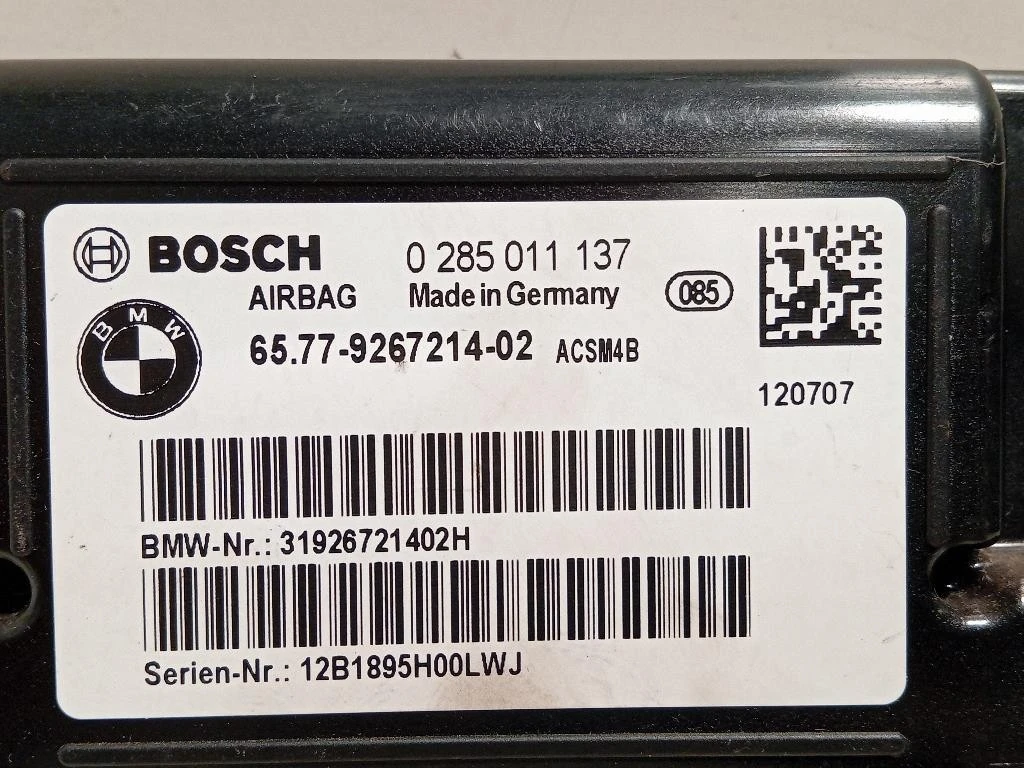 BOSCH 0 285 011 137
AIRBAG Made in Germany 085
BMW
65.77-9267214-02 ACSM4B
120707
BMW-Nr.: 31926721402H
Serien-Nr.: 12B1895H00LWJ